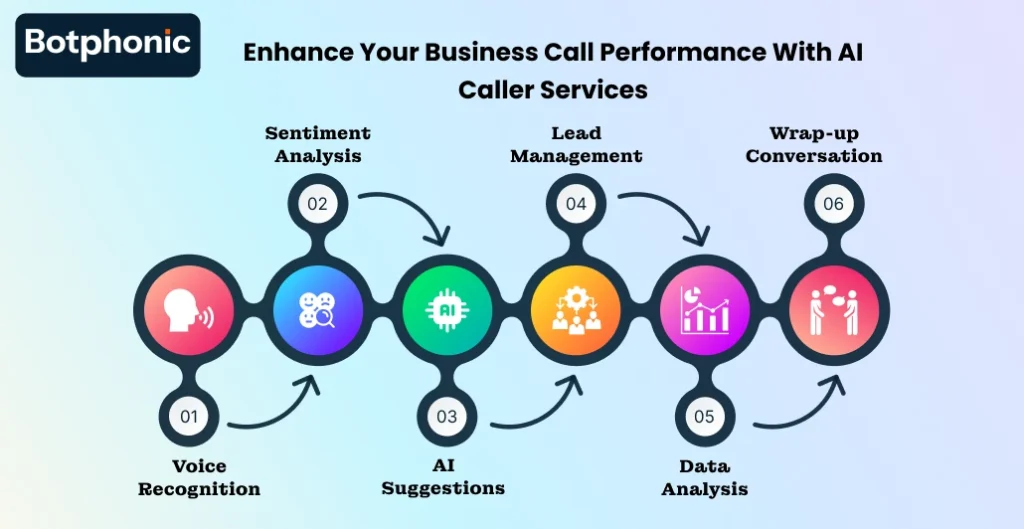 Botphonic
Enhance Your Business Call Performance With AI
Caller Services
Sentiment
Analysis
Lead
Management
Wrap-up
Conversation
02
04
06
AI
01
03
05
Voice
Recognition
AI
Suggestions
Data
Analysis